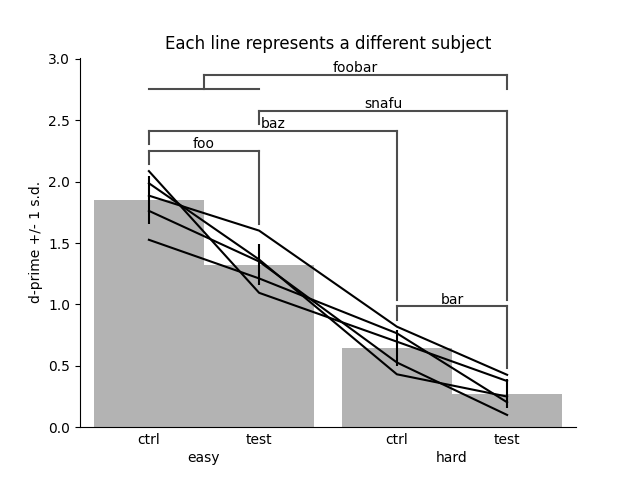 Each line represents a different subject
3.0
foobar
2.5
snafu
baz
foo
2.0
1.5
d-prime +/- 1 s.d.
1.0
bar
0.5
0.0
ctrl test ctrl test
easy hard